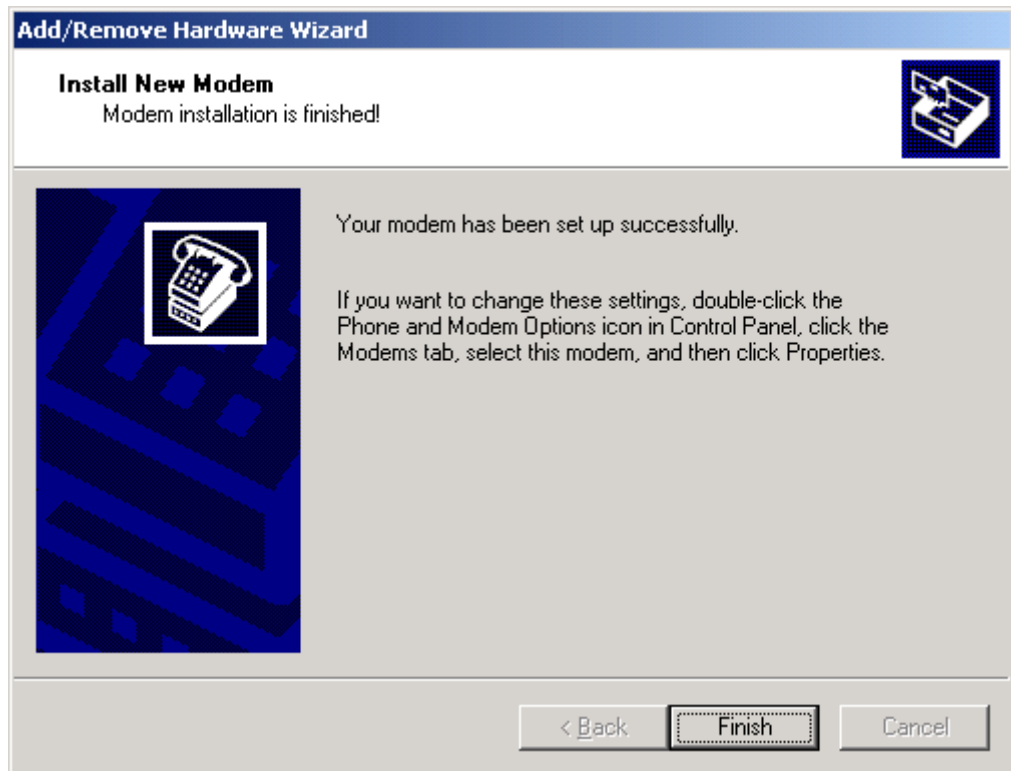 Add/Remove Hardware Wizard
Install New Modem
Modem installation is finished!
Your modem has been set up successfully.
If you want to change these settings, double-click the
Phone and Modem Options icon in Control Panel, click the
Modems tab, select this modem, and then click Properties.
< Back Finish Cancel